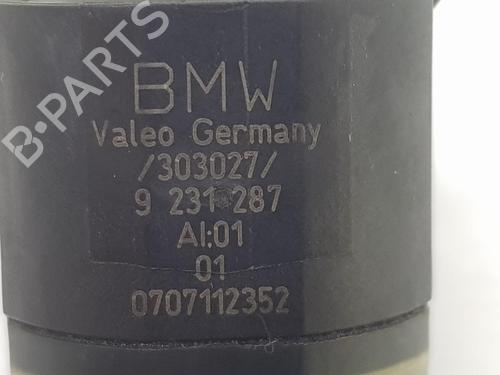 B-PARTS
BMW
Valeo Germany
/303027/
9 231 287
AI:01
01
0707112352